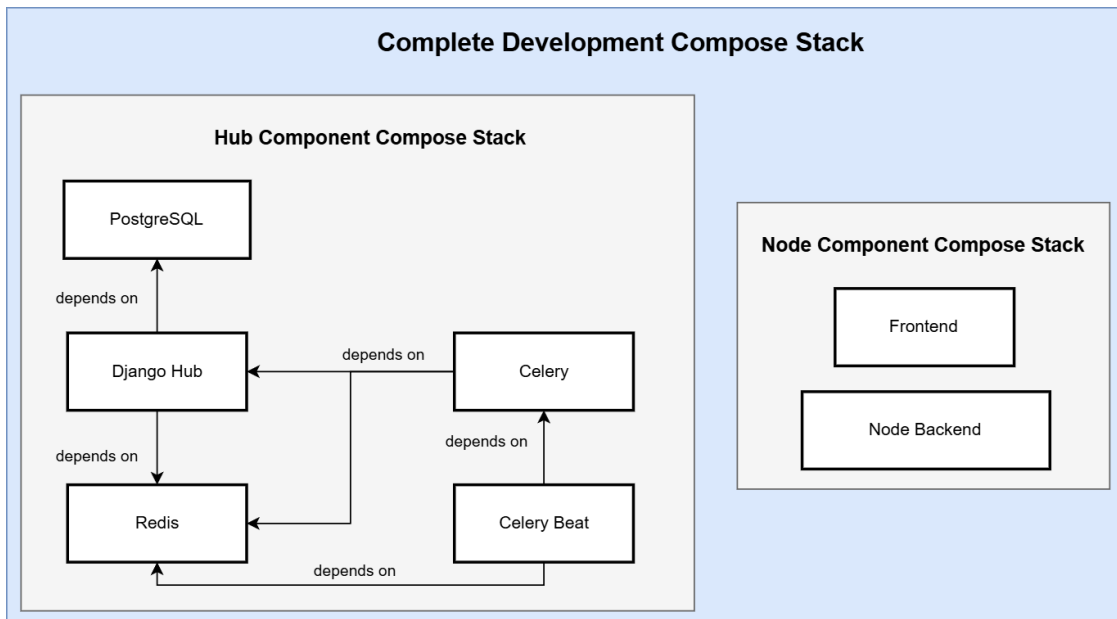 Complete Development Compose Stack
Hub Component Compose Stack
PostgreSQL
depends on
Django Hub
depends on
Celery
depends on
depends on
Redis
Celery Beat
depends on
Node Component Compose Stack
Frontend
Node Backend